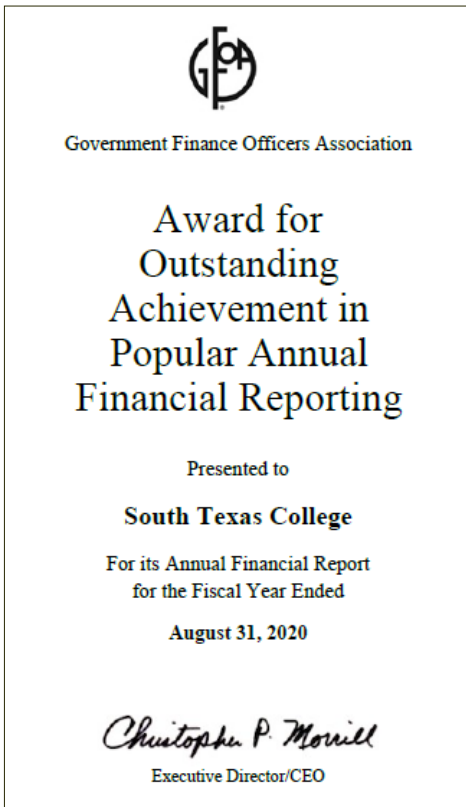 GFOA
Government Finance Officers Association
Award for
Outstanding
Achievement in
Popular Annual
Financial Reporting
Presented to
South Texas College
For its Annual Financial Report
for the Fiscal Year Ended
August 31, 2020
Christopher P. Morrill
Executive Director/CEO